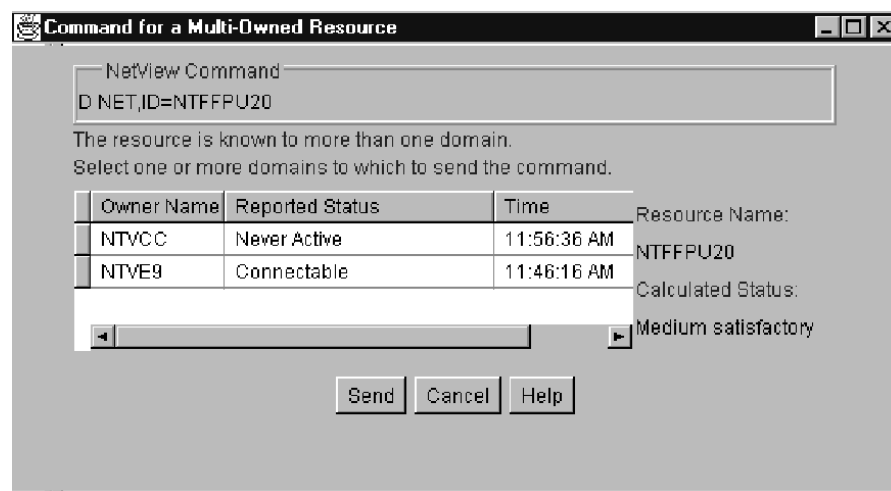 Command for a Multi-Owned Resource
NetView Command
D NET,ID=NTFFPU20
The resource is known to more than one domain.
Select one or more domains to which to send the command.
Owner Name Reported Status Time
NTVCC Never Active 11:56:36 AM
NTVE9 Connectable 11:46:16 AM
Resource Name:
NTFFPU20
Calculated Status:
Medium satisfactory
Send Cancel Help